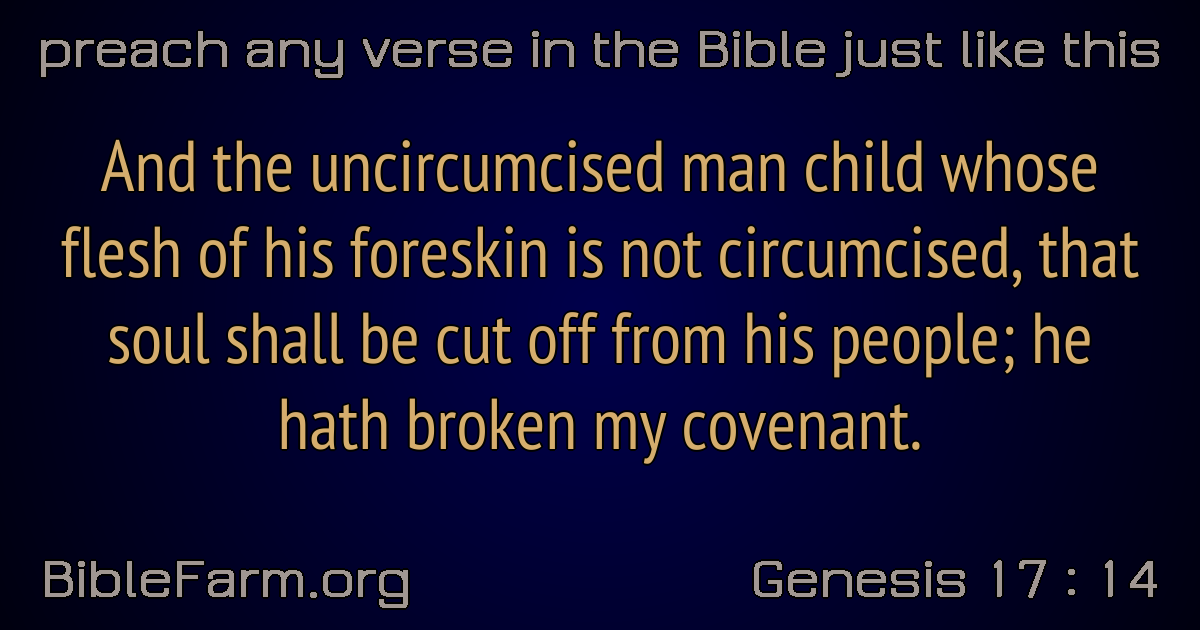 preach any verse in the Bible just like this
And the uncircumcised man child whose
flesh of his foreskin is not circumcised, that
soul shall be cut off from his people; he
hath broken my covenant.
BibleFarm.org
Genesis 17 : 14